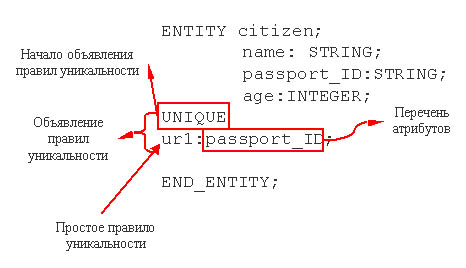 ENTITY citizen;
name: STRING;
passport_ID:STRING;
age:INTEGER;
UNIQUE
ur1:passport_ID;
END_ENTITY;
Начало объявления
правил уникальности
Объявление
правил
уникальности
Простое правило
уникальности
Перечень
атрибутов